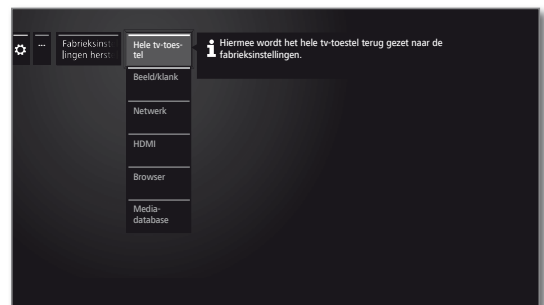 ...
Fabrieksinst
lingen herst
Hele tv-toes-
tel
Hiermee wordt het hele tv-toestel terug gezet naar de
fabrieksinstellingen.
Beeld/klank
Netwerk
HDMI
Browser
Media-
database